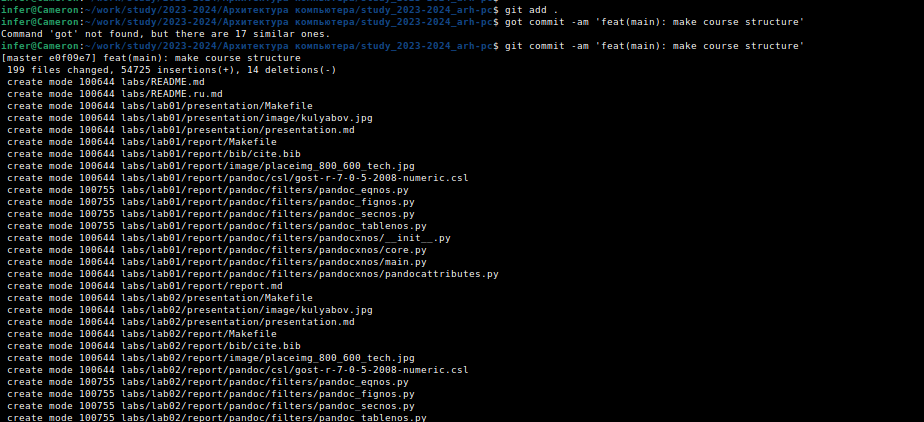 infer@Cameron:~/work/study/2023-2024/Архитектура компьютера/study_2023-2024_arh-pc$ git add .
infer@Cameron:~/work/study/2023-2024/Архитектура компьютера/study_2023-2024_arh-pc$ got commit -am 'feat(main): make course structure'
Command 'got' not found, but there are 17 similar ones.
infer@Cameron:~/work/study/2023-2024/Архитектура компьютера/study_2023-2024_arh-pc$ git commit -am 'feat(main): make course structure'
[master e0f09e7] feat(main): make course structure
 199 files changed, 54725 insertions(+), 14 deletions(-)
 create mode 100644 labs/README.md
 create mode 100644 labs/README.ru.md
 create mode 100644 labs/lab01/presentation/Makefile
 create mode 100644 labs/lab01/presentation/image/kulyabov.jpg
 create mode 100644 labs/lab01/presentation/presentation.md
 create mode 100644 labs/lab01/report/Makefile
 create mode 100644 labs/lab01/report/bib/cite.bib
 create mode 100644 labs/lab01/report/image/placeimg_800_600_tech.jpg
 create mode 100644 labs/lab01/report/pandoc/csl/gost-r-7-0-5-2008-numeric.csl
 create mode 100755 labs/lab01/report/pandoc/filters/pandoc_eqnos.py
 create mode 100755 labs/lab01/report/pandoc/filters/pandoc_fignos.py
 create mode 100755 labs/lab01/report/pandoc/filters/pandoc_secnos.py
 create mode 100755 labs/lab01/report/pandoc/filters/pandoc_tablenos.py
 create mode 100644 labs/lab01/report/pandoc/filters/pandocxnos/__init__.py
 create mode 100644 labs/lab01/report/pandoc/filters/pandocxnos/core.py
 create mode 100644 labs/lab01/report/pandoc/filters/pandocxnos/main.py
 create mode 100644 labs/lab01/report/pandoc/filters/pandocxnos/pandocattributes.py
 create mode 100644 labs/lab01/report/report.md
 create mode 100644 labs/lab02/presentation/Makefile
 create mode 100644 labs/lab02/presentation/image/kulyabov.jpg
 create mode 100644 labs/lab02/presentation/presentation.md
 create mode 100644 labs/lab02/report/Makefile
 create mode 100644 labs/lab02/report/bib/cite.bib
 create mode 100644 labs/lab02/report/image/placeimg_800_600_tech.jpg
 create mode 100644 labs/lab02/report/pandoc/csl/gost-r-7-0-5-2008-numeric.csl
 create mode 100755 labs/lab02/report/pandoc/filters/pandoc_eqnos.py
 create mode 100755 labs/lab02/report/pandoc/filters/pandoc_fignos.py
 create mode 100755 labs/lab02/report/pandoc/filters/pandoc_secnos.py
 create mode 100755 labs/lab02/report/pandoc/filters/pandoc_tablenos.py